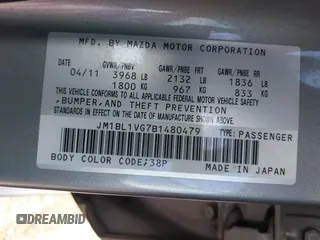 MFD. BY MAZDA MOTOR CORPORATION
GVWR/PNBV GAWR/PNBE FRT GAWR/PNBE RR
04/11 3968 LB 2132 LB 1836 LB
1800 KG 967 KG 833 KG
THIS VEHICLE CONFORMS TO ALL APPLICABLE FEDERAL MOTOR VEHICLE SAFETY
,BUMPER,AND THEFT PREVENTION
STANDARDS IN EFFECT ON THE DATE OF MANUFACTURE SHOWN ABOVE.
JM1BL1VG7B1480479 TYPE:PASSENGER
BODY COLOR CODE:38P MADE IN JAPAN
DREAMBID